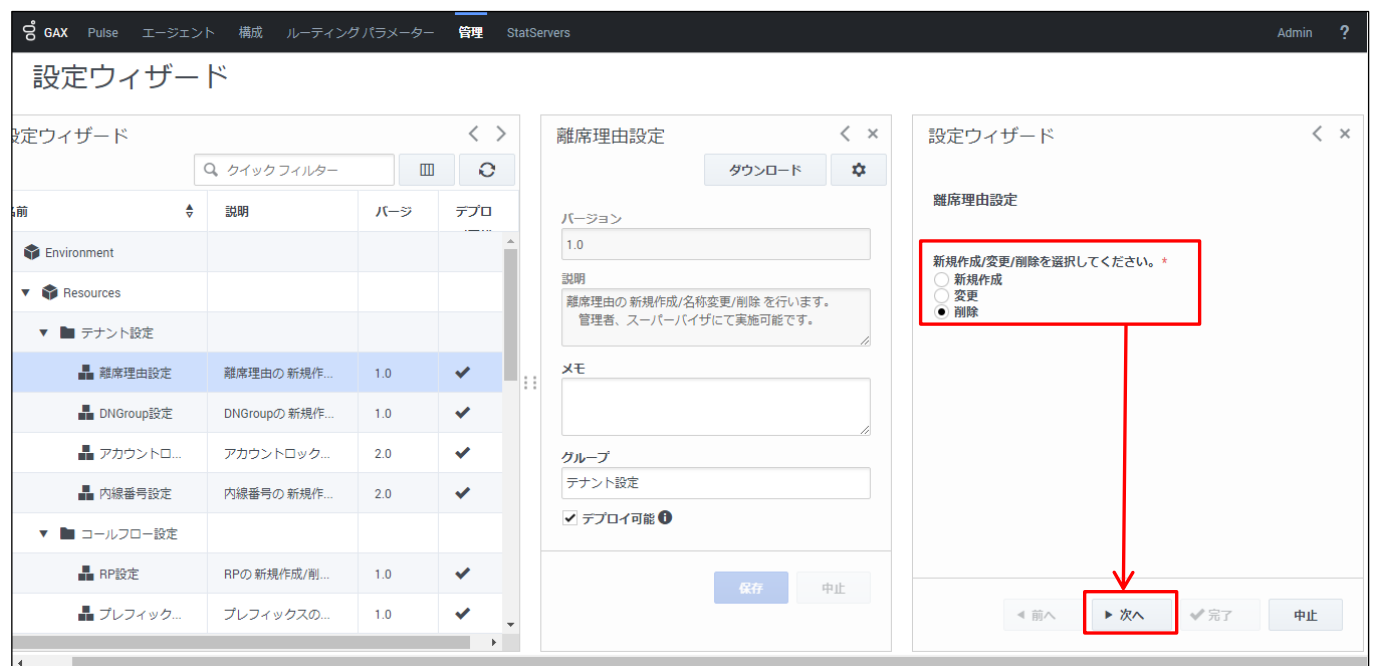 GAX Pulse エージェント 構成 ルーティング パラメーター 管理 StatServers Admin ?
設定ウィザード
設定ウィザード
クイック フィルター
名前 説明 バージ デプロ
Environment
Resources
テナント設定
離席理由設定 離席理由の 新規作... 1.0
DNGroup設定 DNGroupの 新規作... 1.0
アカウントロ... アカウントロック... 2.0
内線番号設定 内線番号の 新規作... 2.0
コールフロー設定
RP設定 RPの 新規作成/削... 1.0
プレフィック... プレフィックスの... 1.0
離席理由設定
ダウンロード
バージョン
1.0
説明
離席理由の 新規作成/名称変更/削除 を行います。
管理者、スーパーバイザにて実施可能です。
メモ
グループ
テナント設定
デプロイ可能
保存 中止
設定ウィザード
離席理由設定
新規作成/変更/削除を選択してください。*
新規作成
変更
削除
前へ 次へ 完了 中止